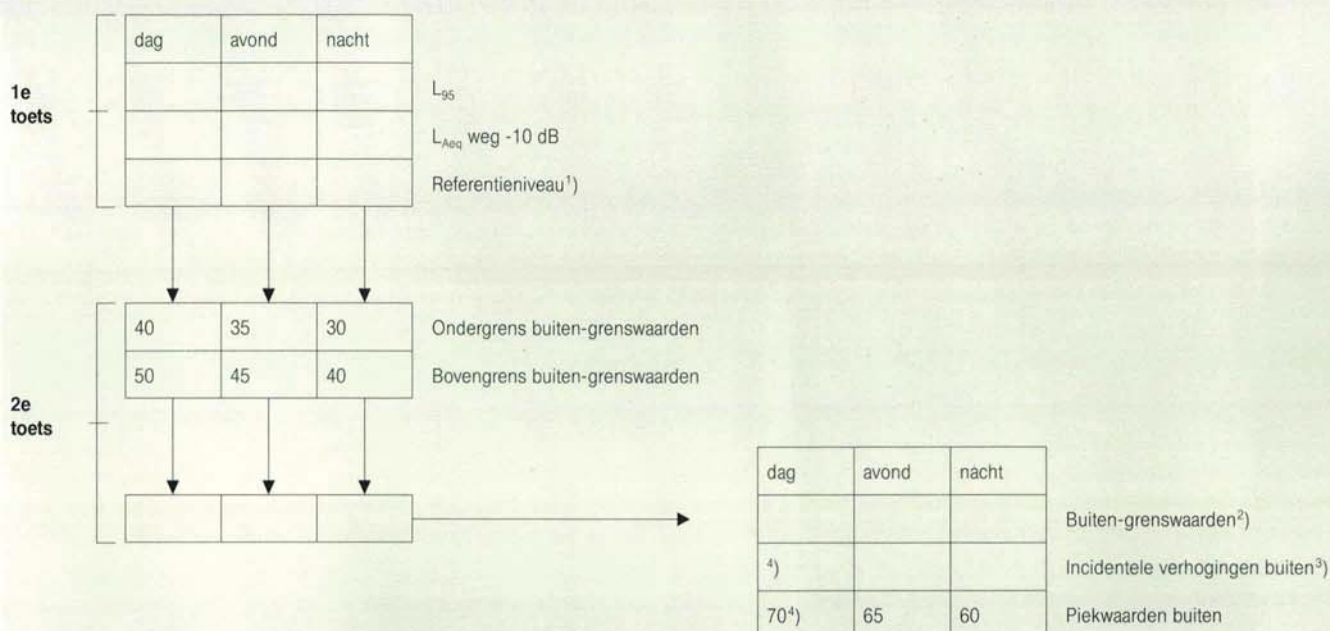 dag avond nacht
1e
toets
L95
LAeq weg -10 dB
Referentieniveau1)
40 35 30 Ondergrens buiten-grenswaarden
50 45 40 Bovengrens buiten-grenswaarden
2e
toets
dag avond nacht
Buiten-grenswaarden2)
4) Incidentele verhogingen buiten3)
704) 65 60 Piekwaarden buiten